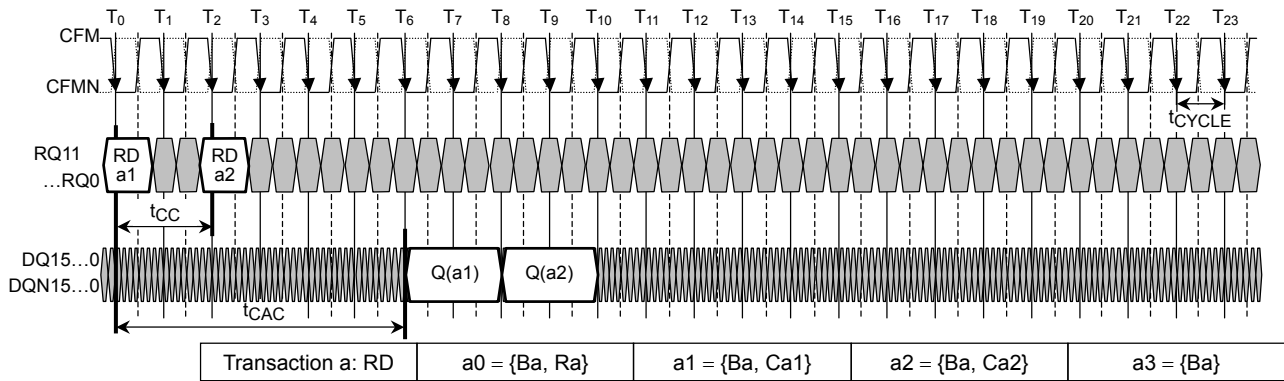 T0 T1 T2 T3 T4 T5 T6 T7 T8 T9 T10 T11 T12 T13 T14 T15 T16 T17 T18 T19 T20 T21 T22 T23
CFM
CFMN
tCYCLE
RQ11
…RQ0
RD
a1
RD
a2
tCC
DQ15…0
DQN15…0
Q(a1)
Q(a2)
tCAC
Transaction a: RD
a0 = {Ba, Ra}
a1 = {Ba, Ca1}
a2 = {Ba, Ca2}
a3 = {Ba}